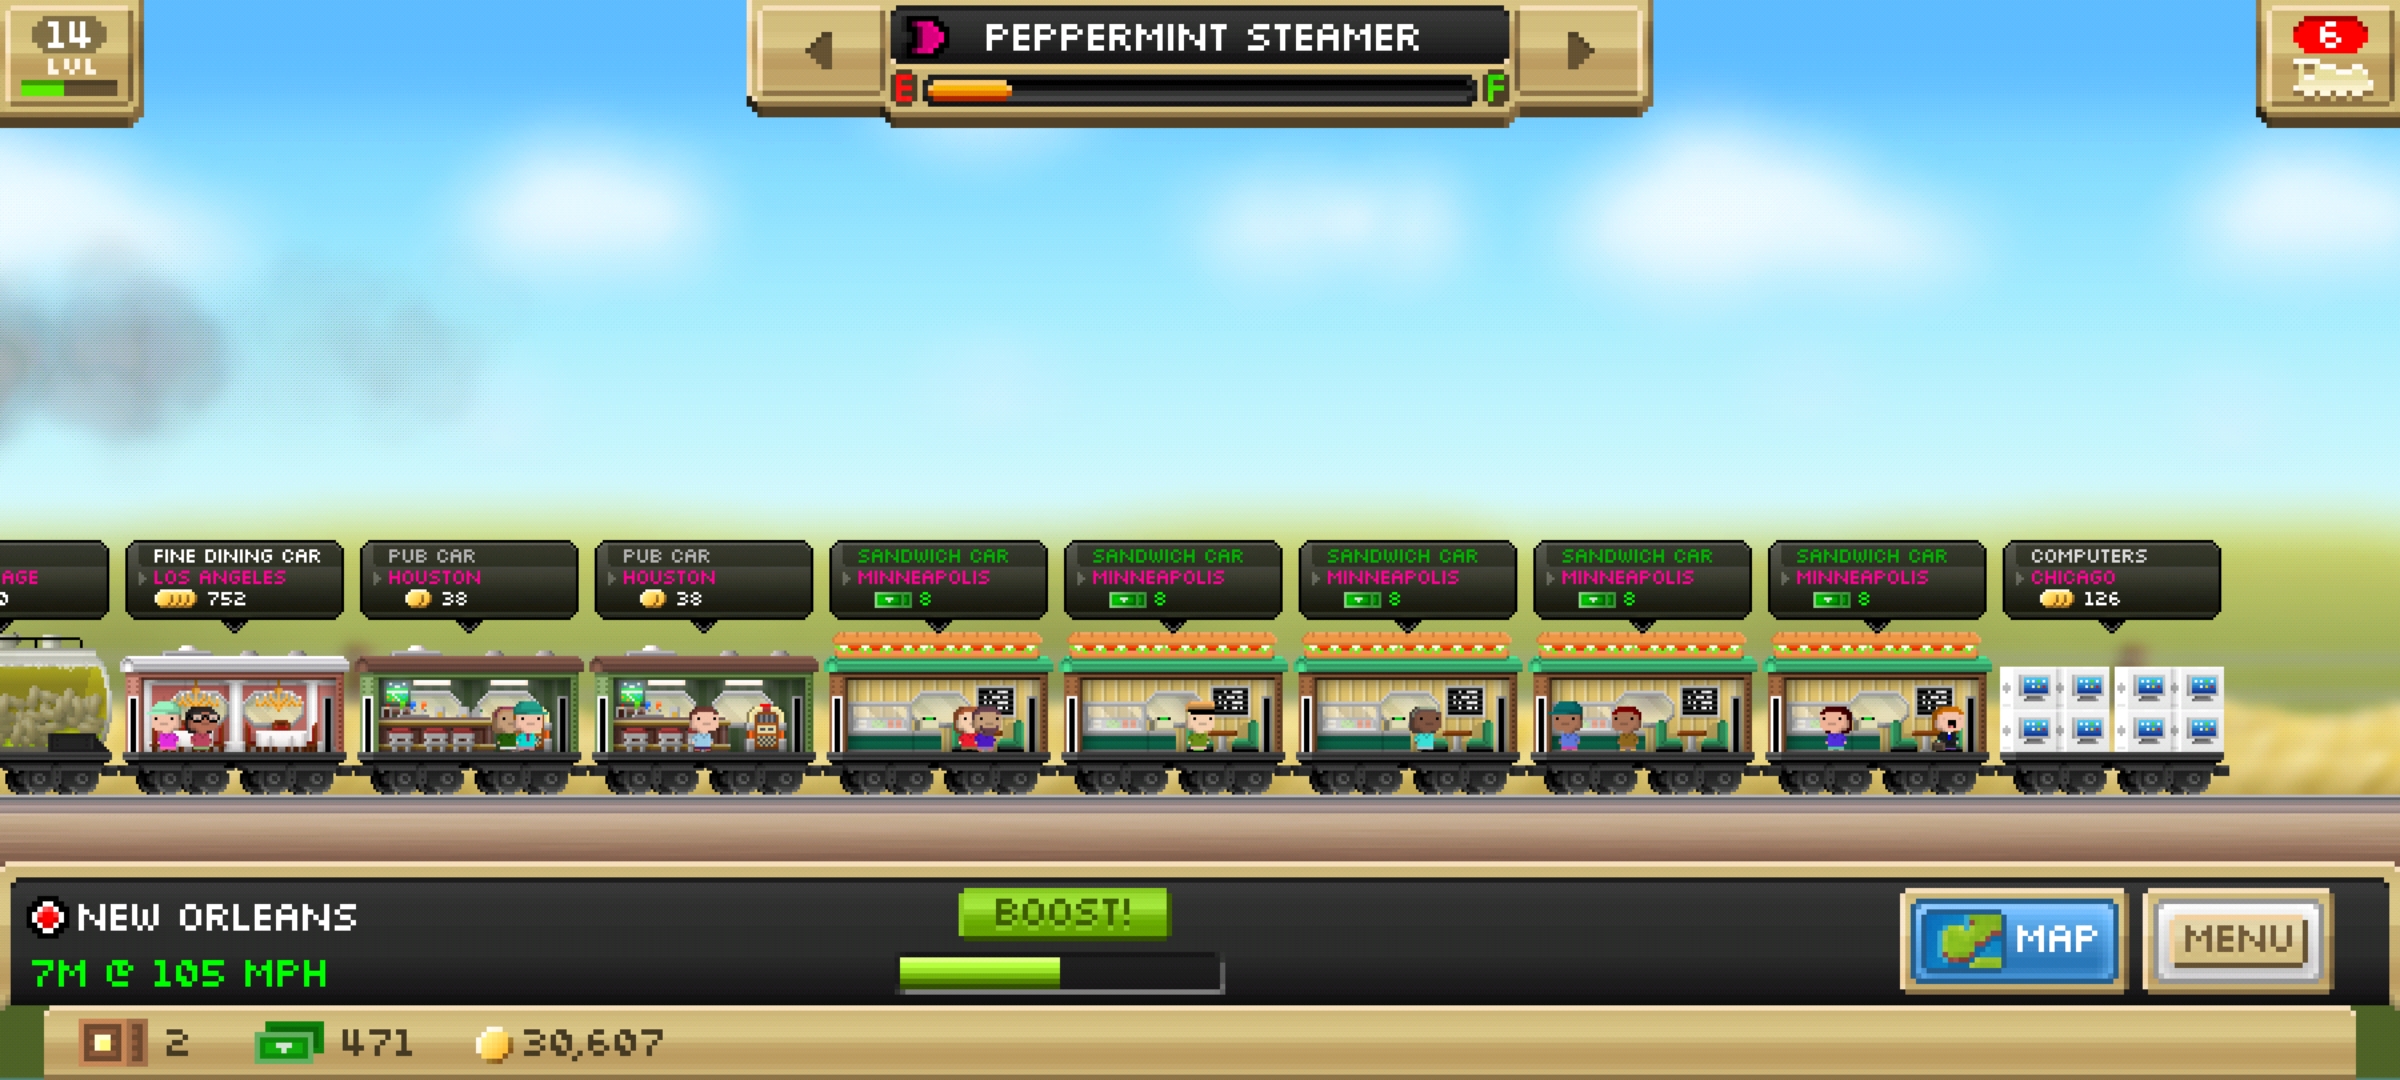 14
LVL
PEPPERMINT STEAMER
E
F
6
AGE
FINE DINING CAR
LOS ANGELES
752
PUB CAR
HOUSTON
38
PUB CAR
HOUSTON
38
SANDWICH CAR
MINNEAPOLIS
8
SANDWICH CAR
MINNEAPOLIS
8
SANDWICH CAR
MINNEAPOLIS
8
SANDWICH CAR
MINNEAPOLIS
8
SANDWICH CAR
MINNEAPOLIS
8
COMPUTERS
CHICAGO
126
NEW ORLEANS
7M @ 105 MPH
BOOST!
MAP
MENU
2
471
30,607